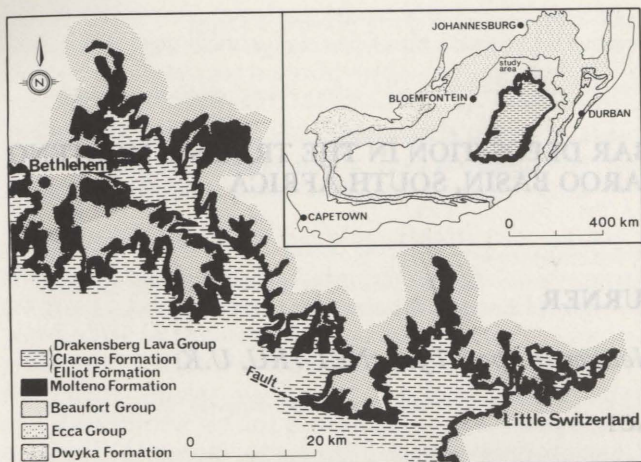 JOHANNESBURG
study
area
BLOEMFONTEIN
DURBAN
CAPETOWN
0 400 km
N
Bethlehem
Drakensberg Lava Group
Clarens Formation
Elliot Formation
Molteno Formation
Beaufort Group
Ecca Group
Dwyka Formation
Fault
Little Switzerland
0 20 km